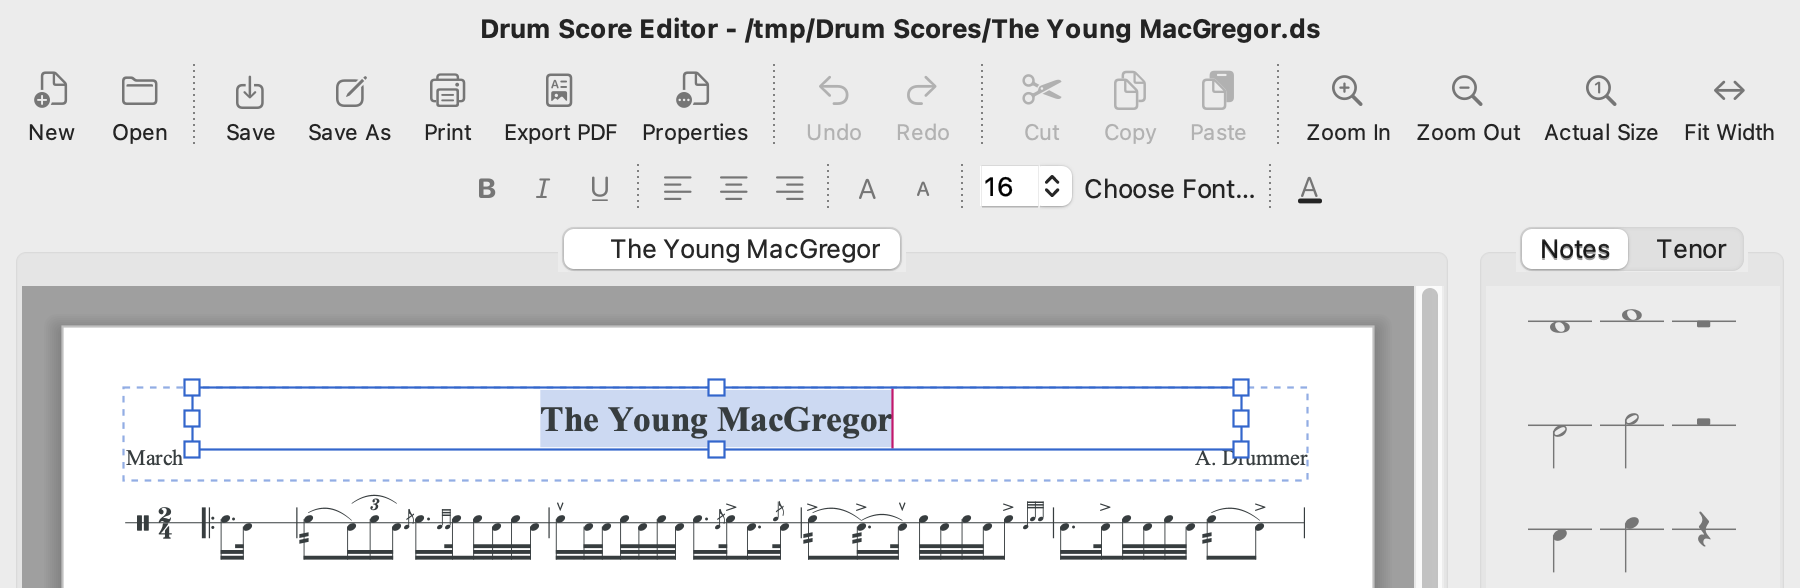 Drum Score Editor - /tmp/Drum Scores/The Young MacGregor.ds
New Open Save Save As Print Export PDF Properties Undo Redo Cut Copy Paste Zoom In Zoom Out Actual Size Fit Width
B I U A A 16 Choose Font... A
The Young MacGregor Notes Tenor
The Young MacGregor
March A. Drummer
3
2
4